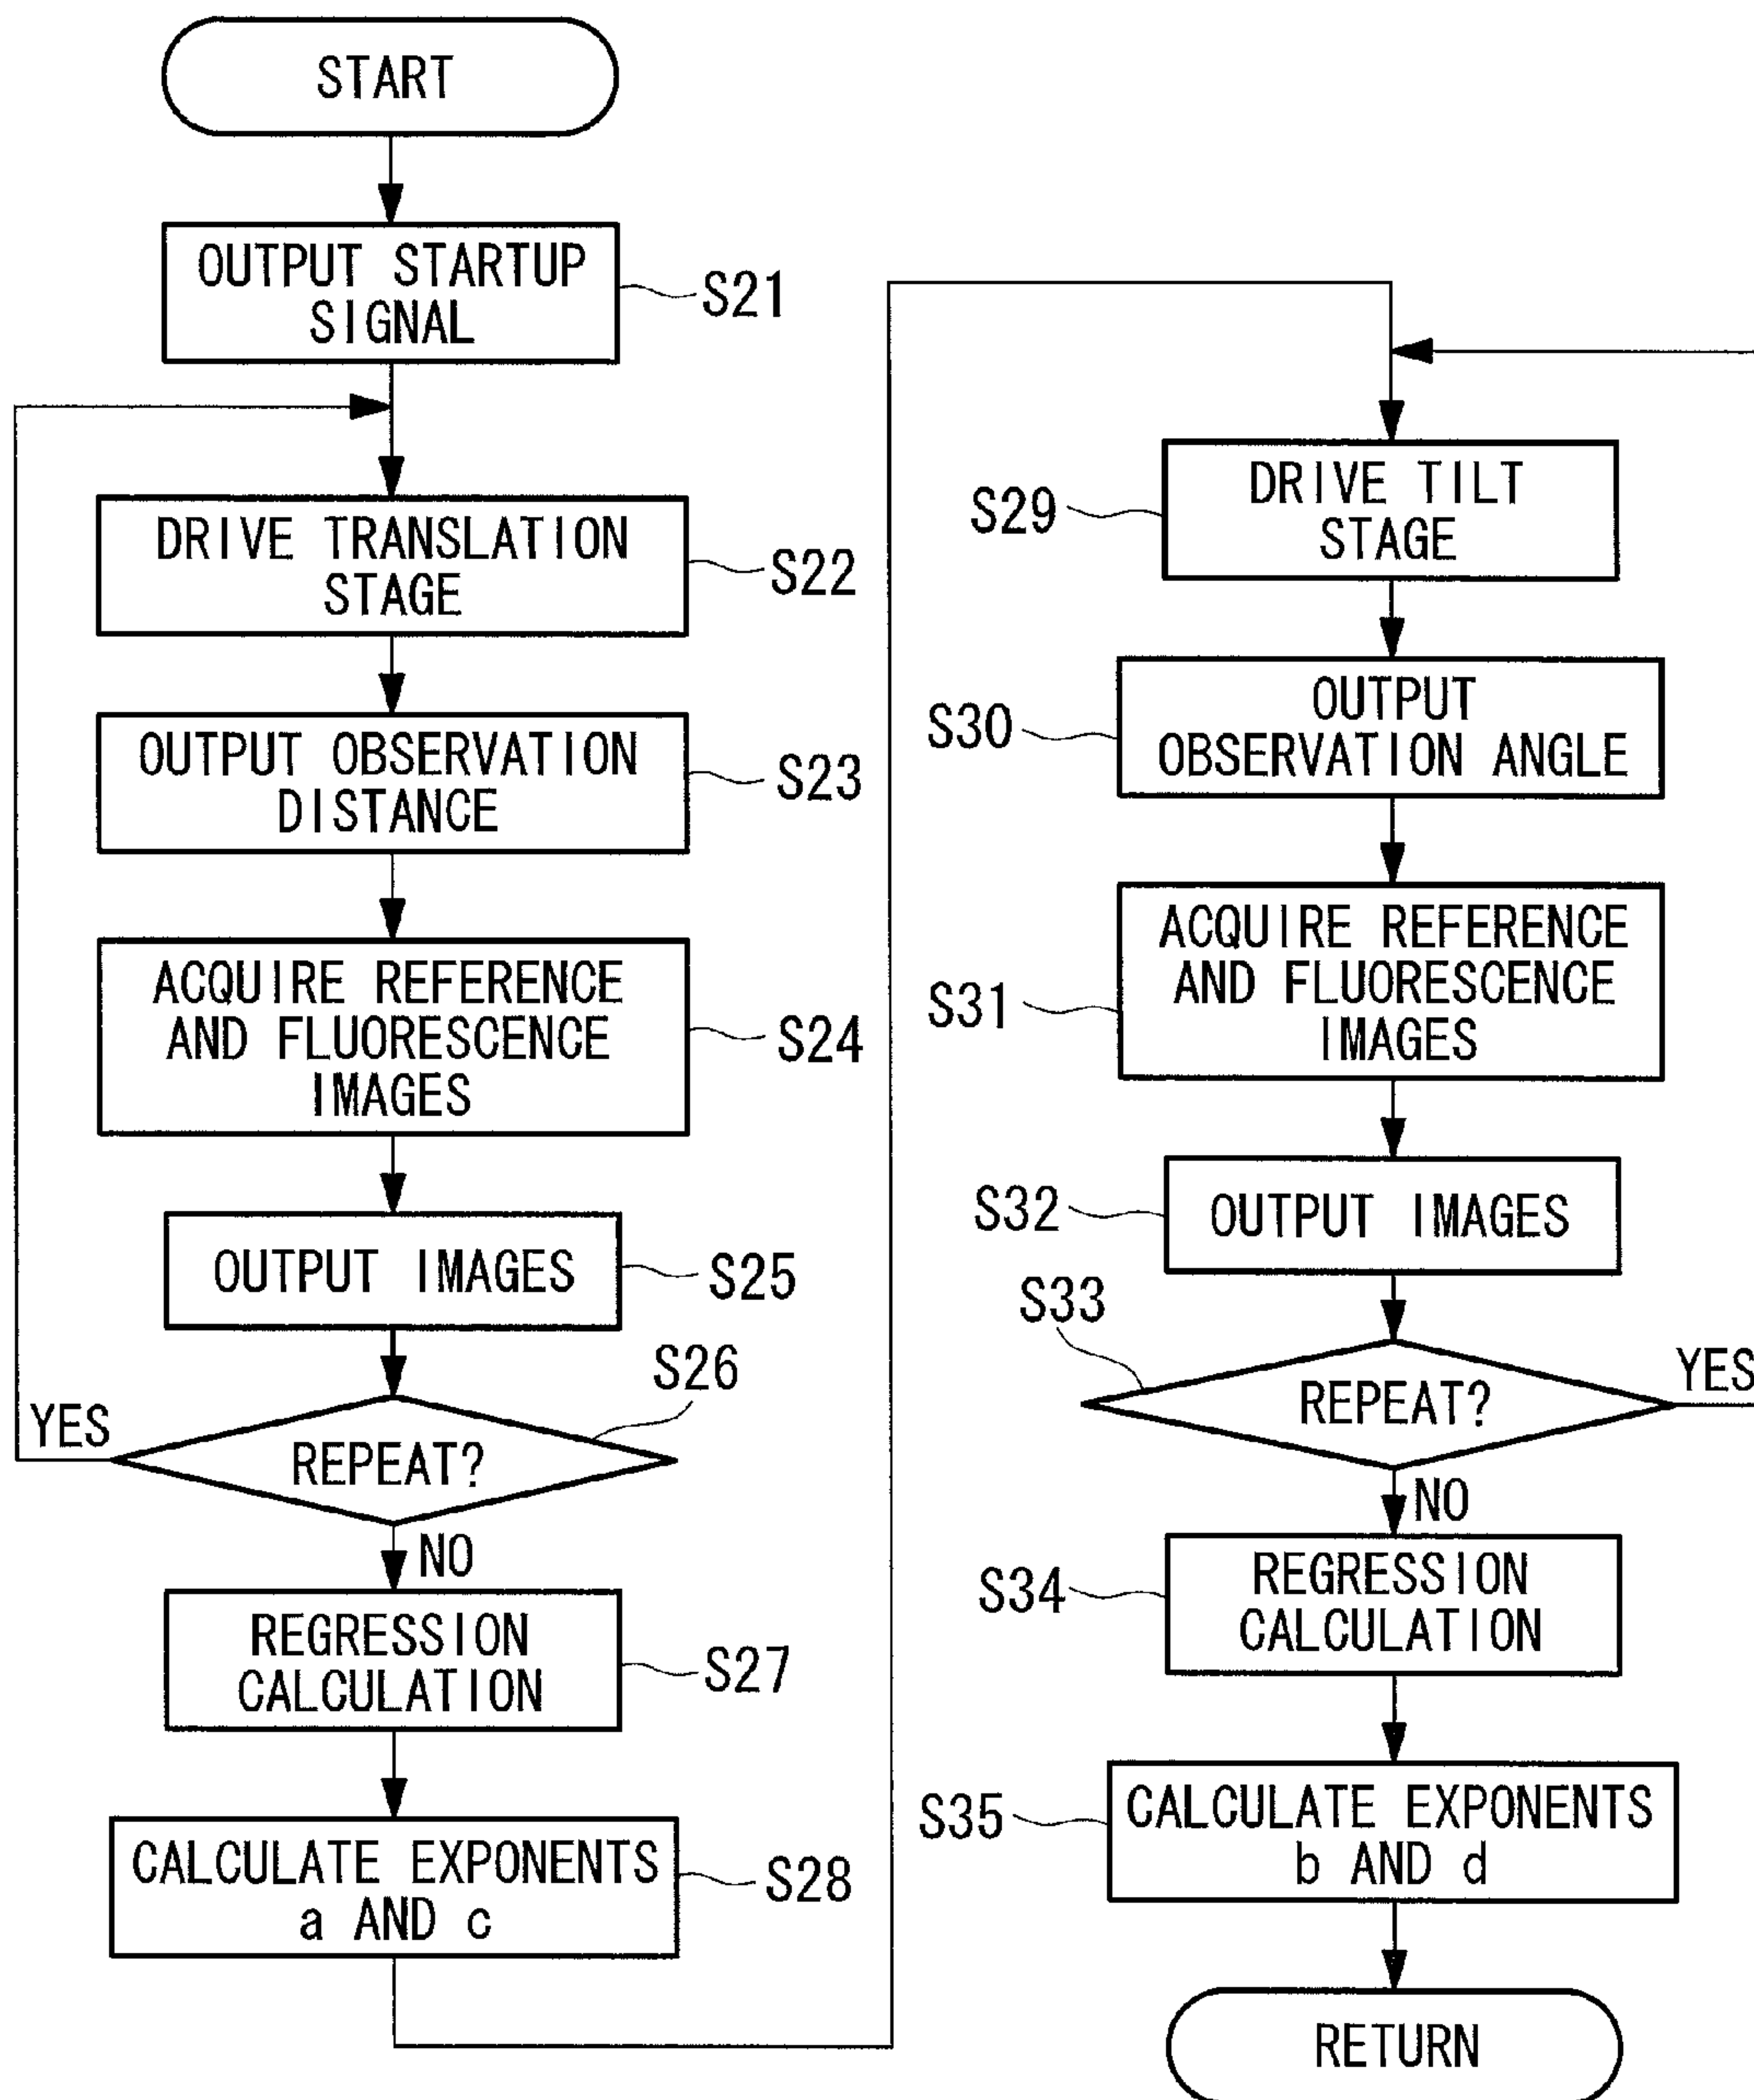 START
OUTPUT STARTUP
SIGNAL
S21
DRIVE TRANSLATION
STAGE
S22
OUTPUT OBSERVATION
DISTANCE
S23
ACQUIRE REFERENCE
AND FLUORESCENCE
IMAGES
S24
OUTPUT IMAGES
S25
S26
YES
REPEAT?
NO
REGRESSION
CALCULATION
S27
CALCULATE EXPONENTS
a AND c
S28
S29
DRIVE TILT
STAGE
S30
OUTPUT
OBSERVATION ANGLE
S31
ACQUIRE REFERENCE
AND FLUORESCENCE
IMAGES
S32
OUTPUT IMAGES
S33
YES
REPEAT?
NO
S34
REGRESSION
CALCULATION
S35
CALCULATE EXPONENTS
b AND d
RETURN